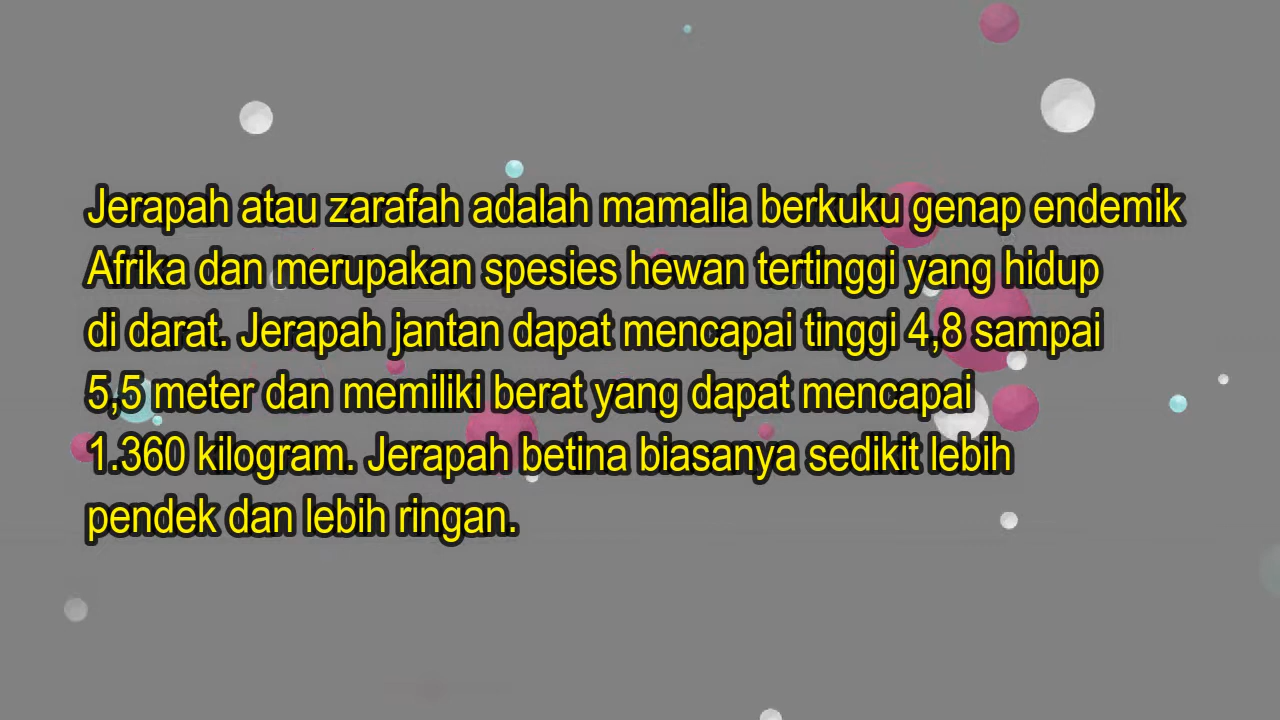 Jerapah atau zarafah adalah mamalia berkuku genap endemik
Afrika dan merupakan spesies hewan tertinggi yang hidup
di darat. Jerapah jantan dapat mencapai tinggi 4,8 sampai
5,5 meter dan memiliki berat yang dapat mencapai
1.360 kilogram. Jerapah betina biasanya sedikit lebih
pendek dan lebih ringan.